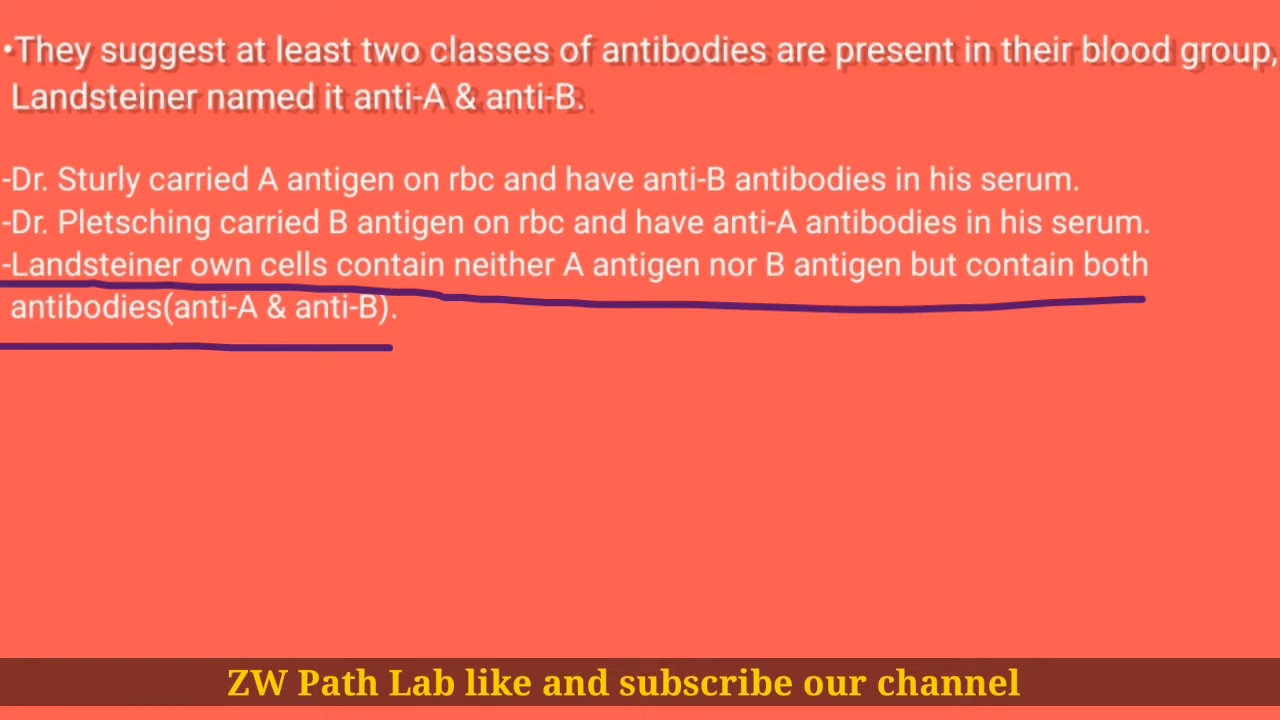 •They suggest at least two classes of antibodies are present in their blood group,
Landsteiner named it anti-A & anti-B.
-Dr. Sturly carried A antigen on rbc and have anti-B antibodies in his serum.
-Dr. Pletsching carried B antigen on rbc and have anti-A antibodies in his serum.
-Landsteiner own cells contain neither A antigen nor B antigen but contain both
antibodies(anti-A & anti-B).
ZW Path Lab like and subscribe our channel